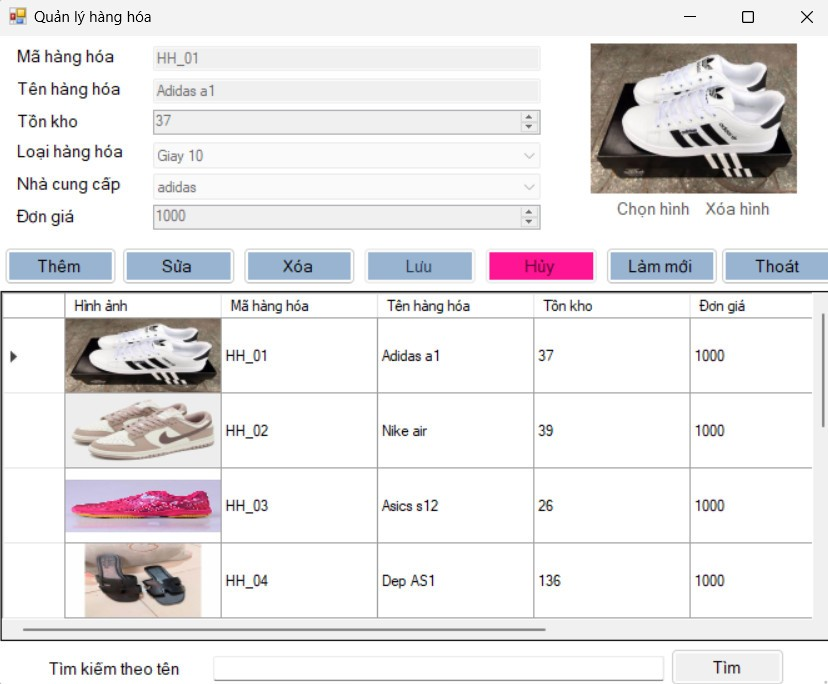 Quản lý hàng hóa
Mã hàng hóa HH_01
Tên hàng hóa Adidas a1
Tồn kho 37
Loại hàng hóa Giay 10
Nhà cung cấp adidas
Đơn giá 1000
Chọn hình Xóa hình
Thêm Sửa Xóa Lưu Hủy Làm mới Thoát
Hình ảnh Mã hàng hóa Tên hàng hóa Tồn kho Đơn giá
HH_01 Adidas a1 37 1000
HH_02 Nike air 39 1000
HH_03 Asics s12 26 1000
HH_04 Dep AS1 136 1000
Tìm kiếm theo tên Tìm